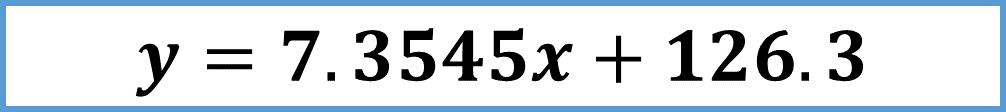 y = 7.3545x + 126.3